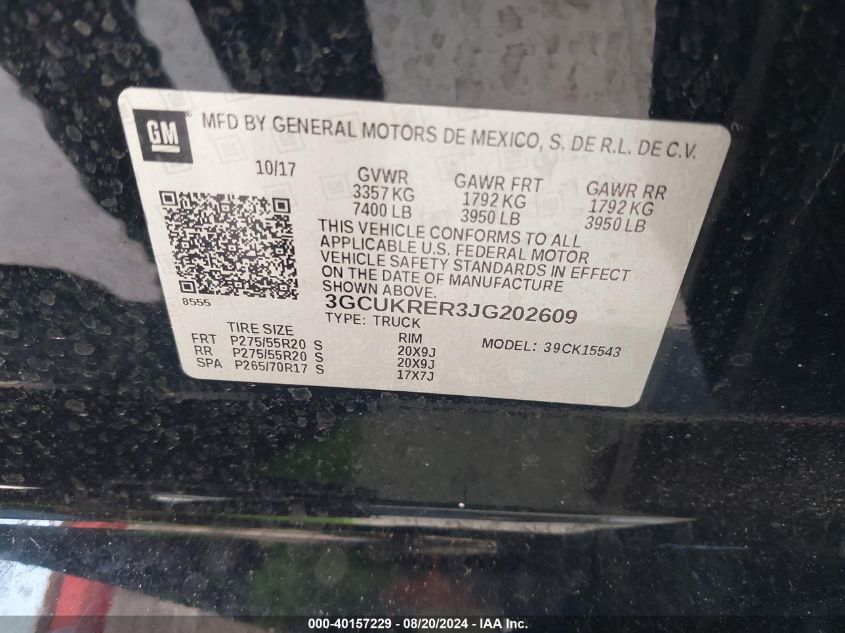 GM MFD BY GENERAL MOTORS DE MEXICO, S. DE R.L. DE C.V.
10/17 GVWR GAWR FRT GAWR RR
3357 KG 1792 KG 1792 KG
7400 LB 3950 LB 3950 LB
THIS VEHICLE CONFORMS TO ALL
APPLICABLE U.S. FEDERAL MOTOR
VEHICLE SAFETY STANDARDS IN EFFECT
ON THE DATE OF MANUFACTURE
SHOWN ABOVE.
8555 3GCUKRER3JG202609
TYPE: TRUCK
TIRE SIZE RIM MODEL: 39CK15543
FRT P275/55R20 S 20X9J
RR P275/55R20 S 20X9J
SPA P265/70R17 S 17X7J
000-40157229 - 08/20/2024 - IAA Inc.